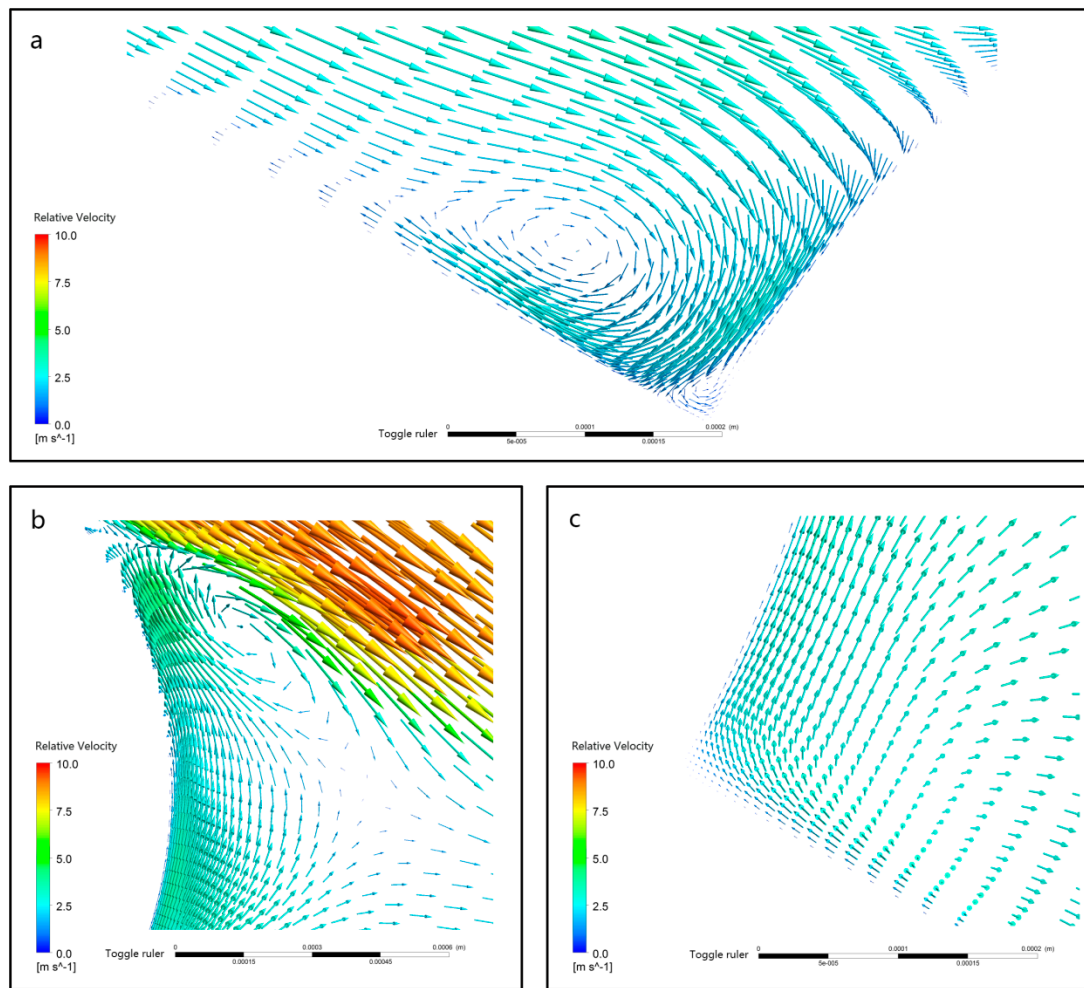 a
Relative Velocity
10.0
7.5
5.0
2.5
0.0
[m s^-1]
Toggle ruler
0 0.0001 0.0002 (m)
5e-005 0.00015
b
Relative Velocity
10.0
7.5
5.0
2.5
0.0
[m s^-1]
Toggle ruler
0 0.0003 0.0006 (m)
0.00015 0.00045
c
Relative Velocity
10.0
7.5
5.0
2.5
0.0
[m s^-1]
Toggle ruler
0 0.0001 0.0002 (m)
5e-005 0.00015